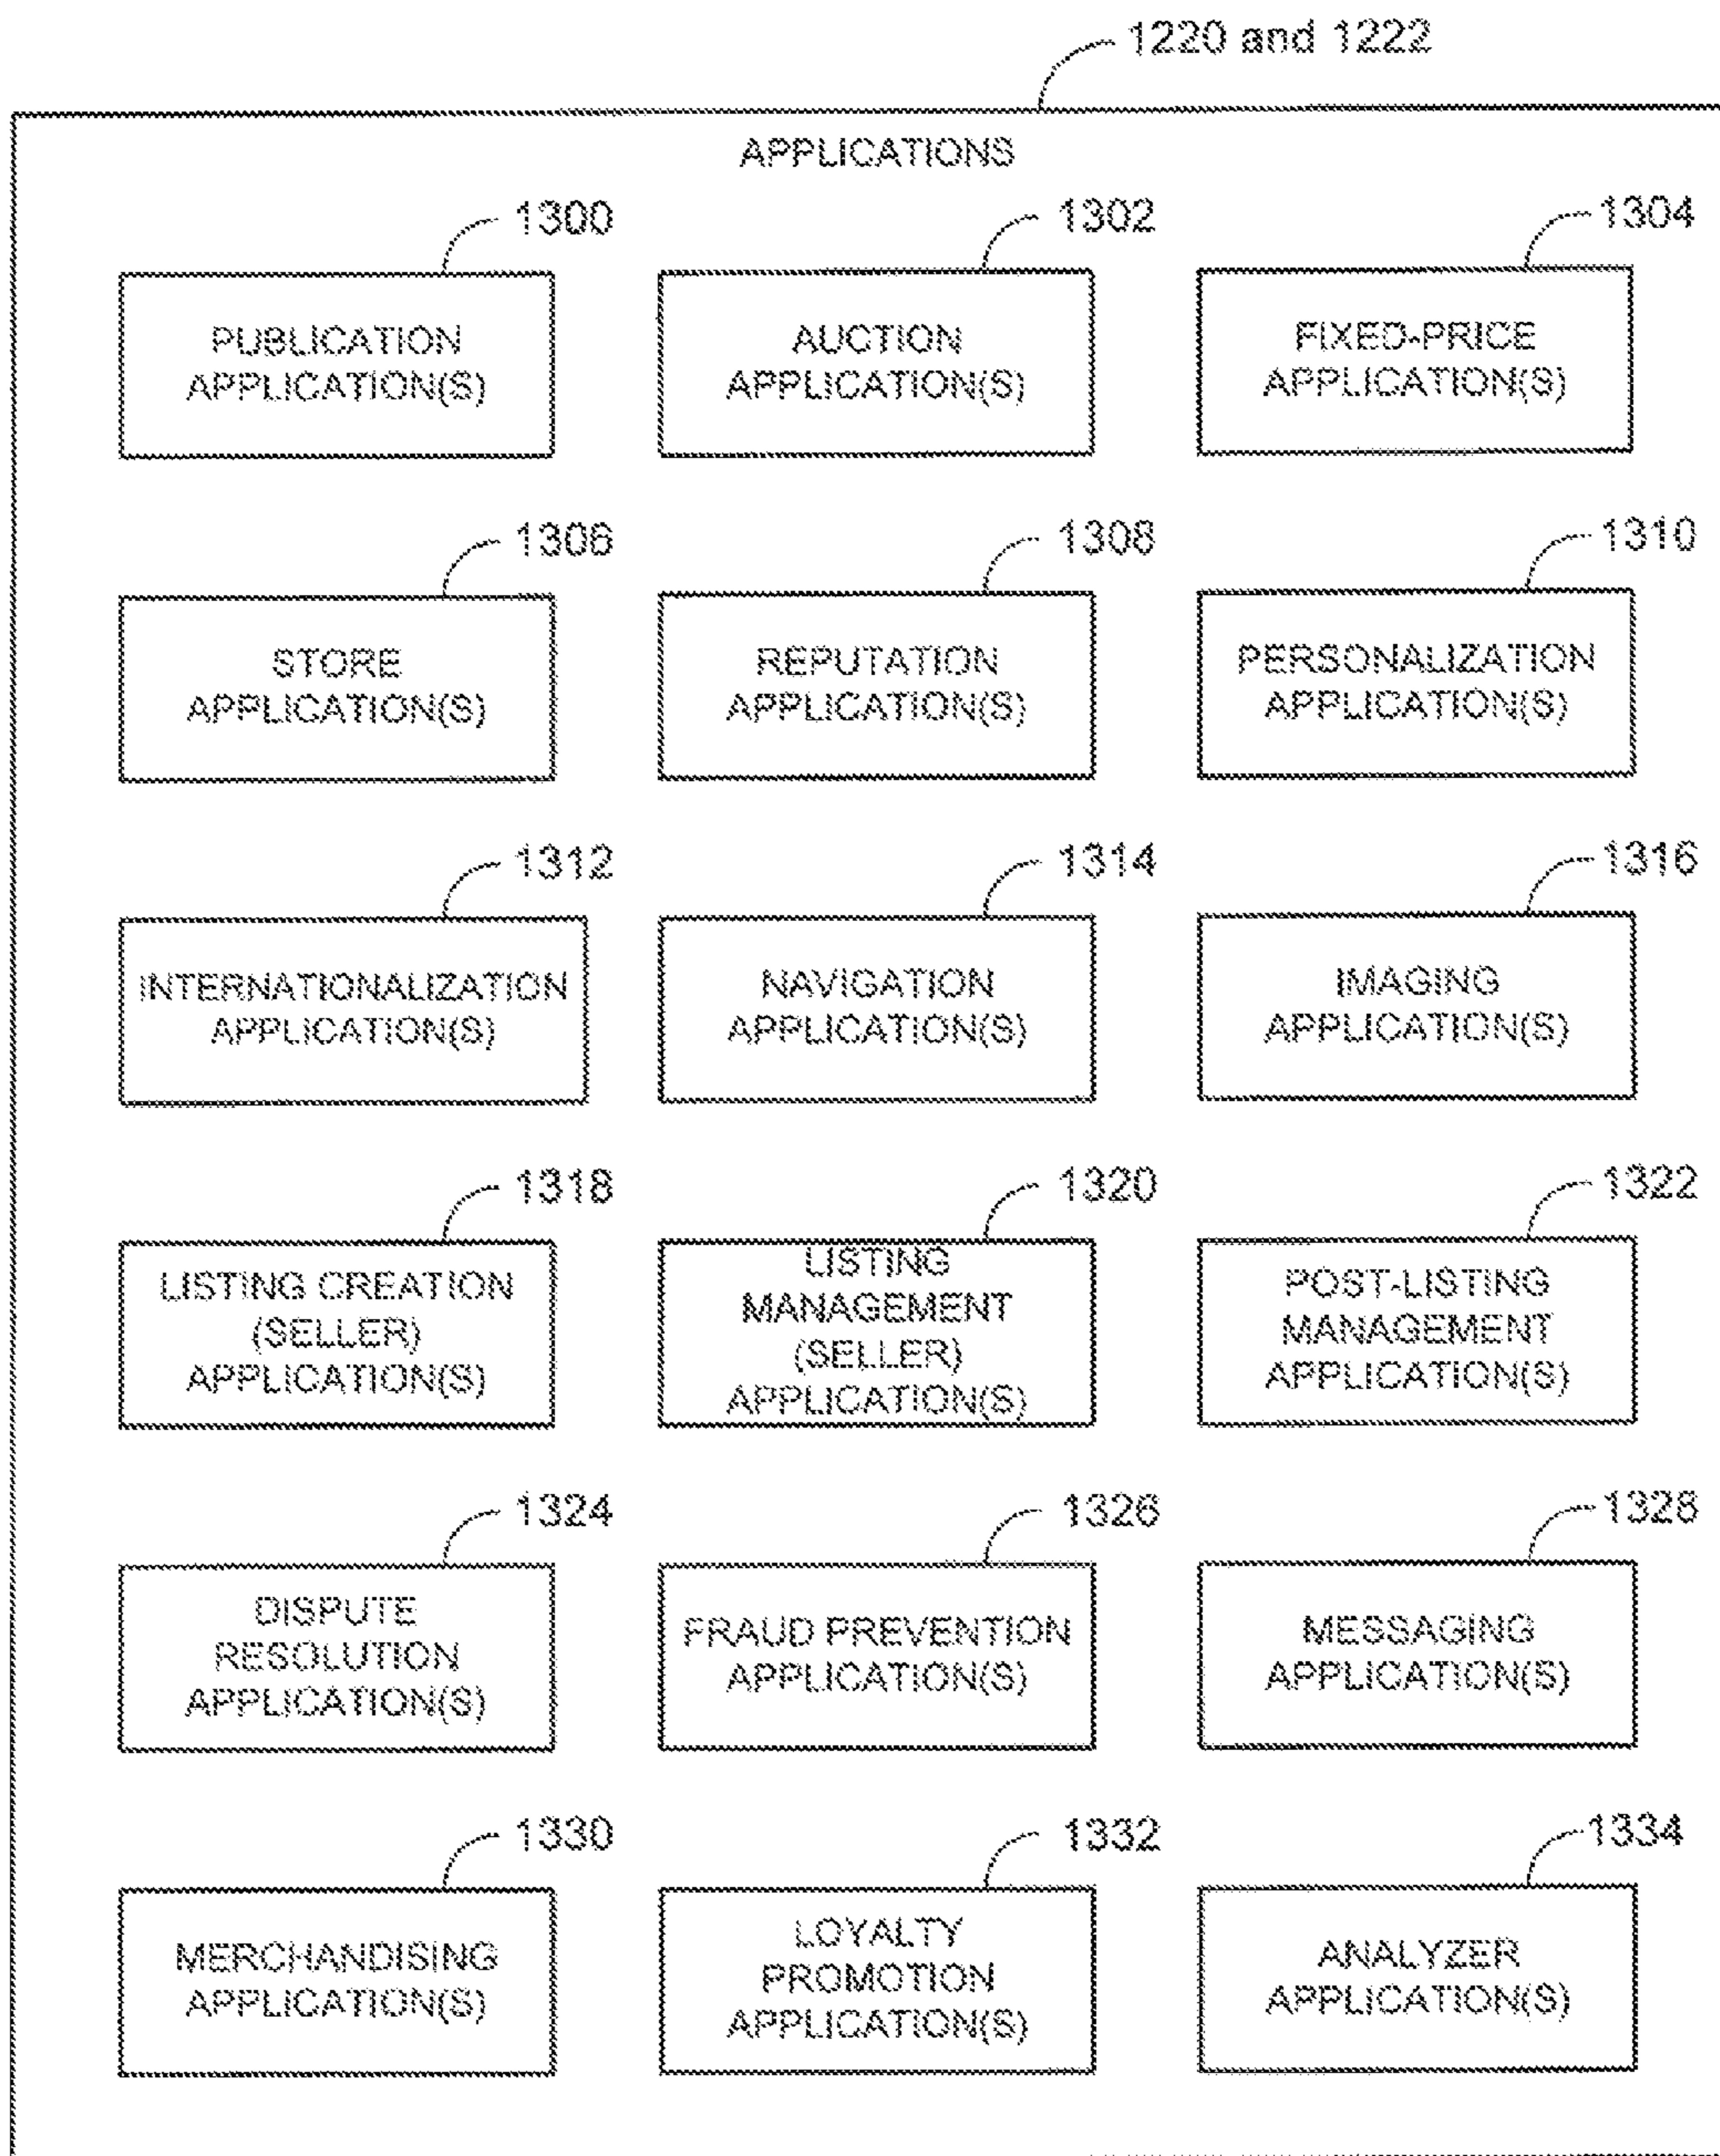 1220 and 1222
APPLICATIONS
1300
PUBLICATION
APPLICATION(S)
1302
AUCTION
APPLICATION(S)
1304
FIXED-PRICE
APPLICATION(S)
1306
STORE
APPLICATION(S)
1308
REPUTATION
APPLICATION(S)
1310
PERSONALIZATION
APPLICATION(S)
1312
INTERNATIONALIZATION
APPLICATION(S)
1314
NAVIGATION
APPLICATION(S)
1316
IMAGING
APPLICATION(S)
1318
LISTING CREATION
(SELLER)
APPLICATION(S)
1320
LISTING
MANAGEMENT
(SELLER)
APPLICATION(S)
1322
POST-LISTING
MANAGEMENT
APPLICATION(S)
1324
DISPUTE
RESOLUTION
APPLICATION(S)
1326
FRAUD PREVENTION
APPLICATION(S)
1328
MESSAGING
APPLICATION(S)
1330
MERCHANDISING
APPLICATION(S)
1332
LOYALTY
PROMOTION
APPLICATION(S)
1334
ANALYZER
APPLICATION(S)